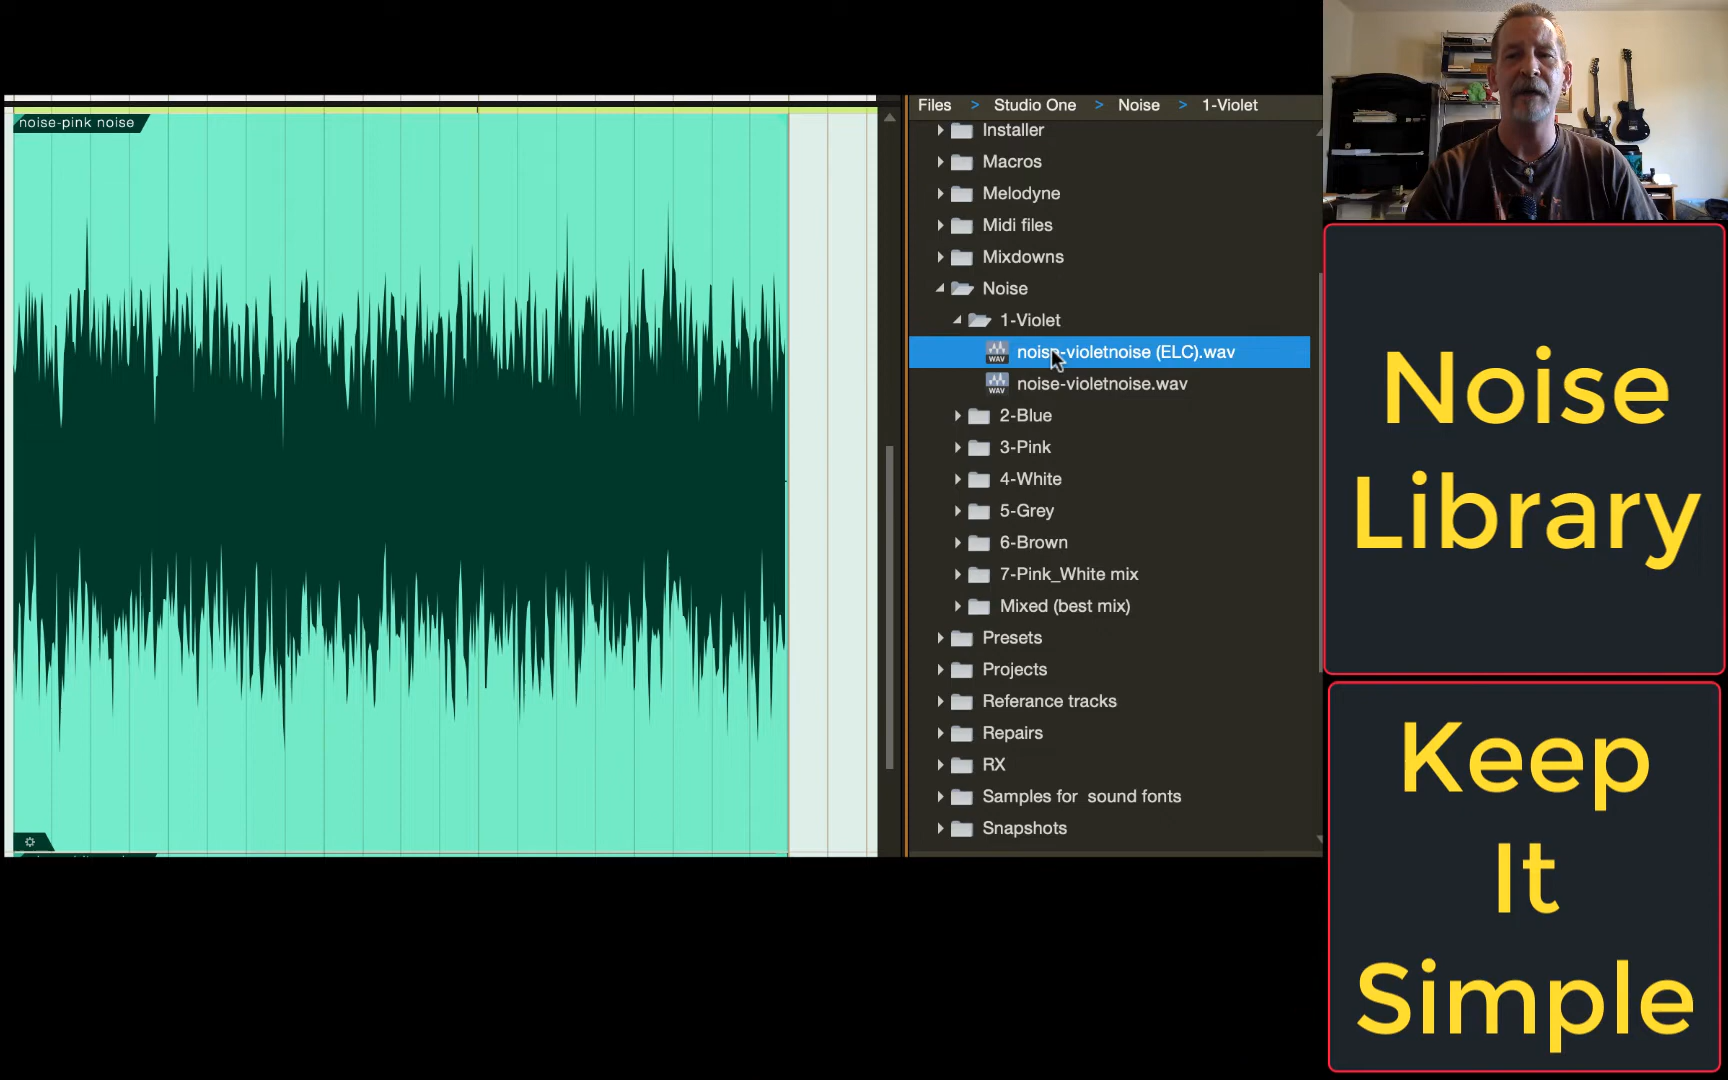 noise-pink noise
Files > Studio One > Noise > 1-Violet
Installer
Macros
Melodyne
Midi files
Mixdowns
Noise
1-Violet
WAV noise-violetnoise (ELC).wav
WAV noise-violetnoise.wav
2-Blue
3-Pink
4-White
5-Grey
6-Brown
7-Pink_White mix
Mixed (best mix)
Presets
Projects
Referance tracks
Repairs
RX
Samples for sound fonts
Snapshots
Noise
Library
Keep
It
Simple